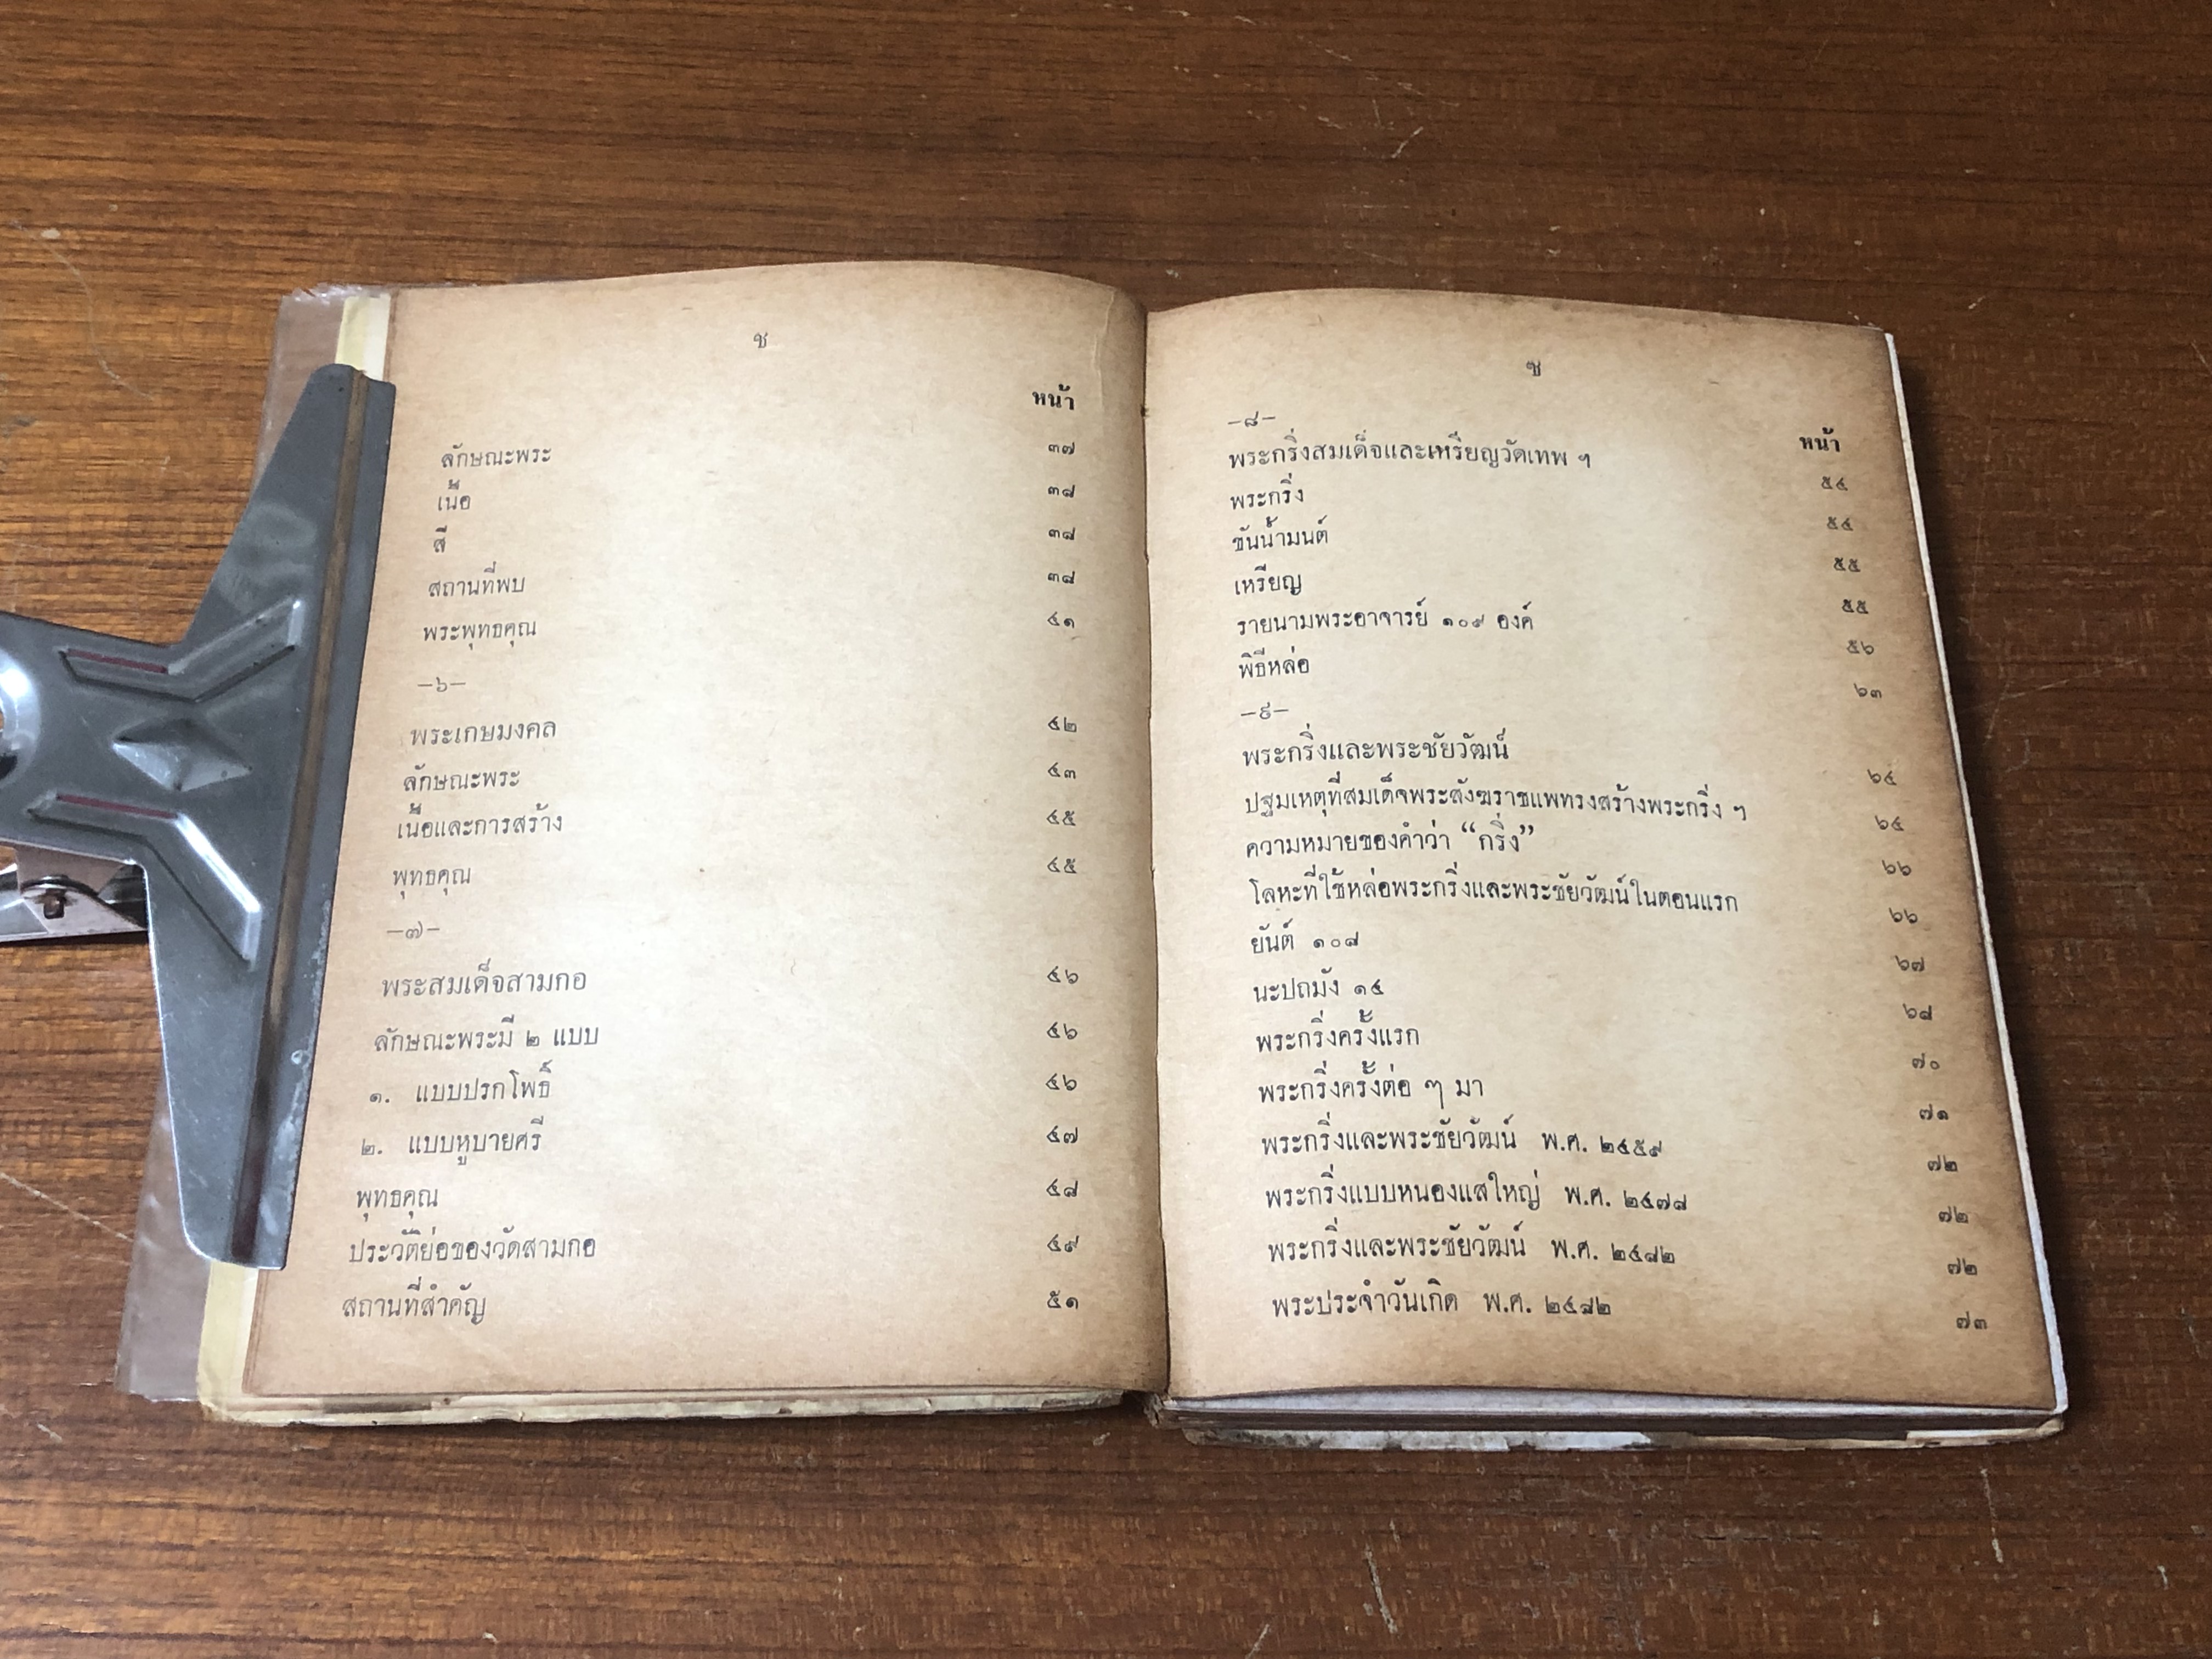 ช
หน้า
ลักษณะพระ ๓๗
เนื้อ ๓๘
สี ๓๘
สถานที่พบ ๓๘
พระพุทธคุณ ๔๑
—๖—
พระเกษมงคล ๔๒
ลักษณะพระ ๔๓
เนื้อและการสร้าง ๔๕
พุทธคุณ ๔๕
—๗—
พระสมเด็จสามกอ ๔๖
ลักษณะพระมี ๒ แบบ ๔๖
๑. แบบปรกโพธิ์ ๔๖
๒. แบบหูบายศรี ๔๗
พุทธคุณ ๔๘
ประวัติย่อของวัดสามกอ ๔๙
สถานที่สำคัญ ๕๑
ซ
—๘—
หน้า
พระกริ่งสมเด็จและเหรียญวัดเทพ ฯ ๕๔
พระกริ่ง ๕๔
ขันน้ำมนต์ ๕๕
เหรียญ ๕๕
รายนามพระอาจารย์ ๑๐๙ องค์ ๕๖
พิธีหล่อ ๖๓
—๙—
พระกริ่งและพระชัยวัฒน์ ๖๔
ปฐมเหตุที่สมเด็จพระสังฆราชแพทรงสร้างพระกริ่ง ฯ ๖๔
ความหมายของคำว่า “กริ่ง” ๖๖
โลหะที่ใช้หล่อพระกริ่งและพระชัยวัฒน์ในตอนแรก ๖๖
ยันต์ ๑๐๘ ๖๗
นะปถมัง ๑๔ ๖๘
พระกริ่งครั้งแรก ๗๐
พระกริ่งครั้งต่อ ๆ มา ๗๑
พระกริ่งและพระชัยวัฒน์ พ.ศ. ๒๔๕๙ ๗๒
พระกริ่งแบบหนองแสใหญ่ พ.ศ. ๒๔๗๘ ๗๒
พระกริ่งและพระชัยวัฒน์ พ.ศ. ๒๔๘๒ ๗๒
พระประจำวันเกิด พ.ศ. ๒๔๘๒ ๗๓